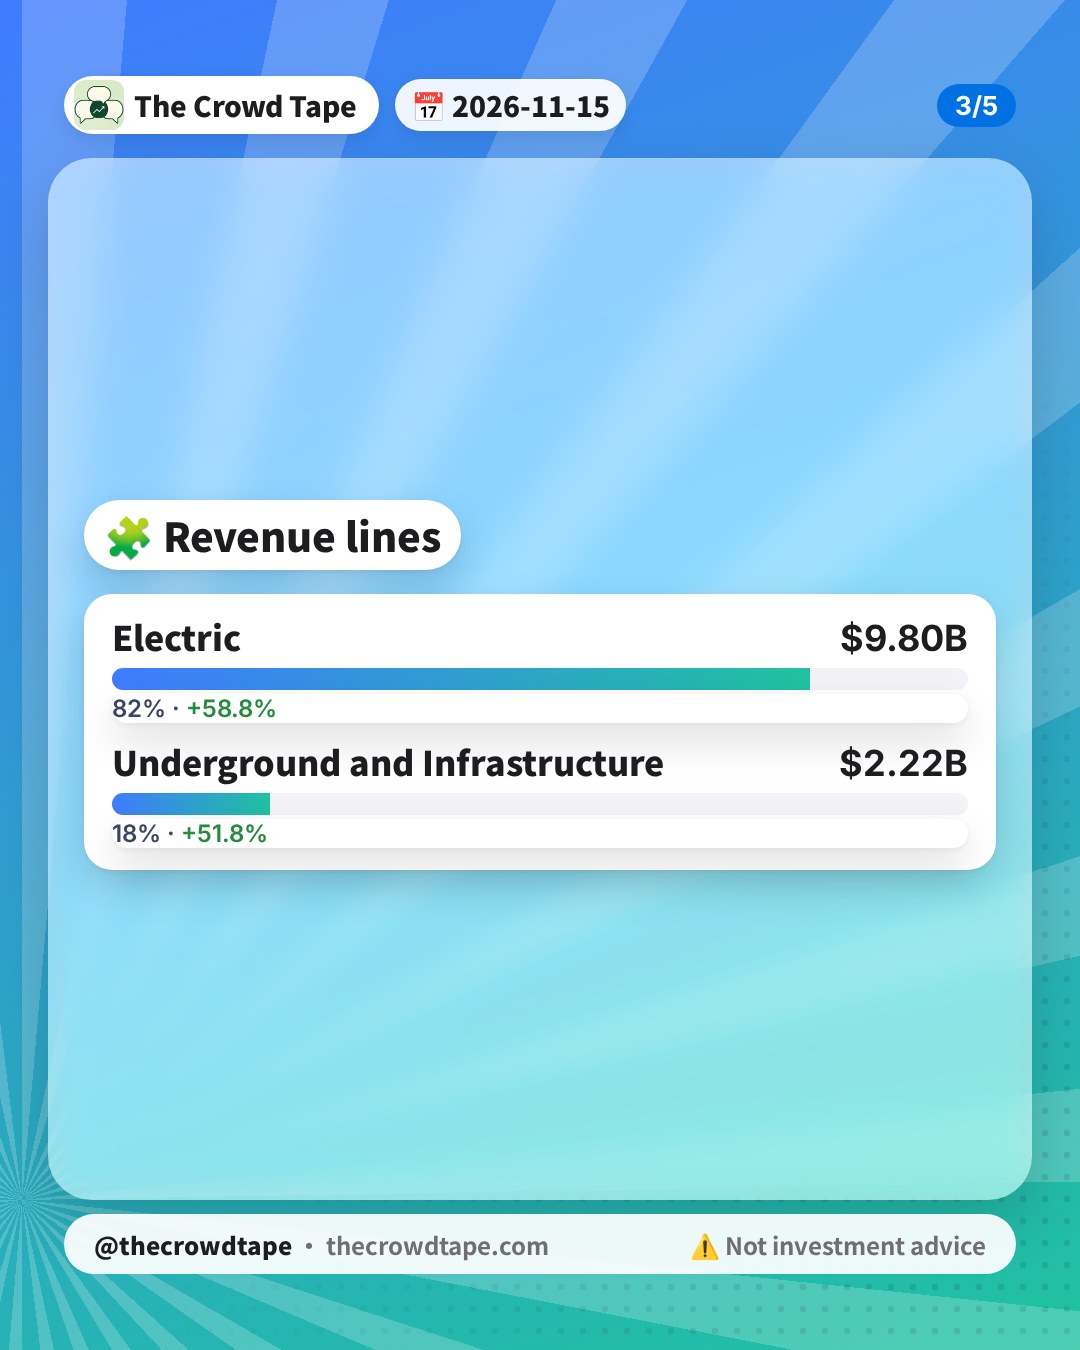 The Crowd Tape
📅 2026-11-15
3/5
🧩 Revenue lines
Electric $9.80B
82% · +58.8%
Underground and Infrastructure $2.22B
18% · +51.8%
@thecrowdtape • thecrowdtape.com ⚠️ Not investment advice